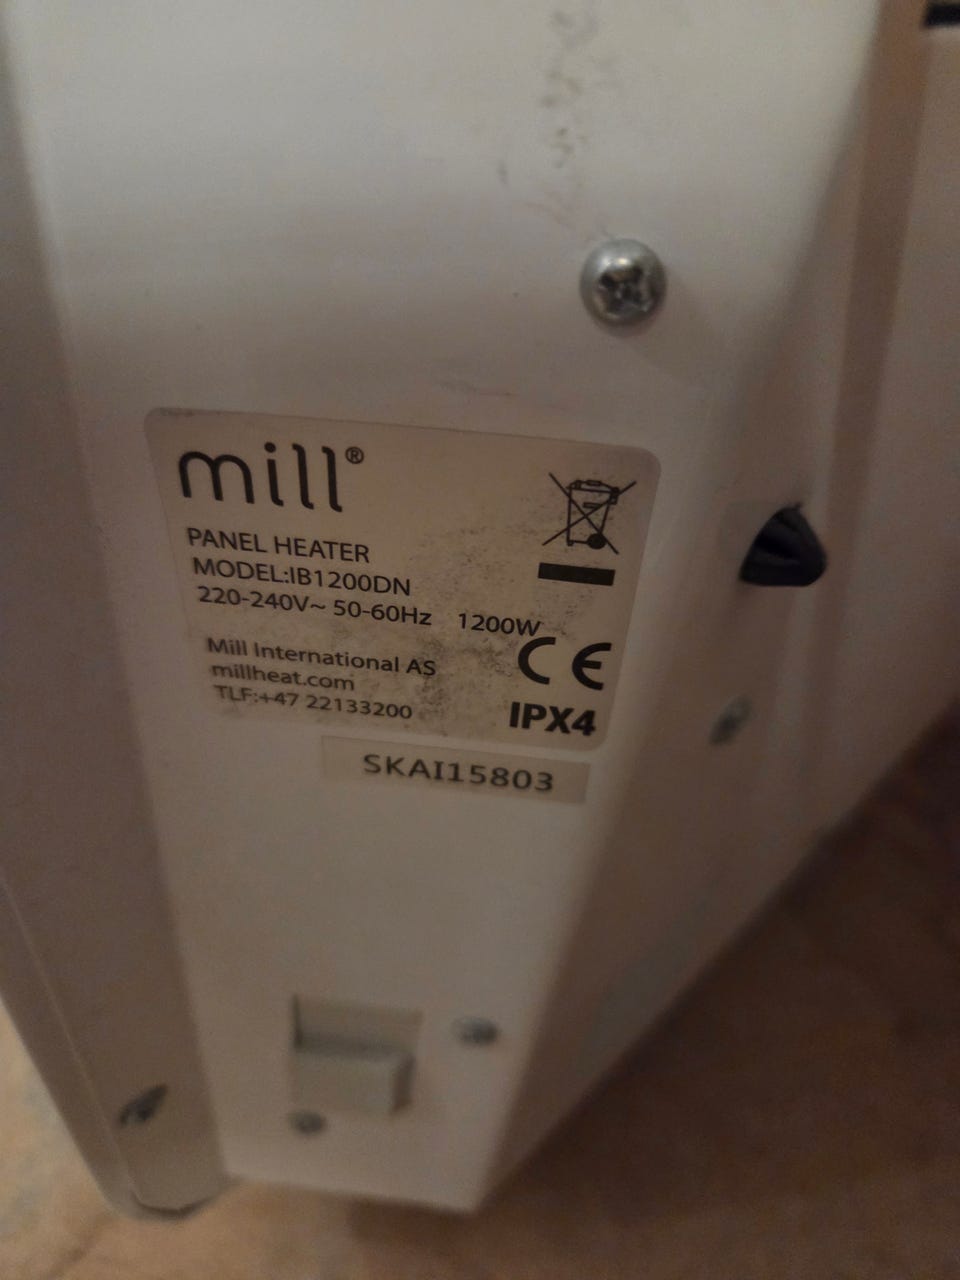 mill®
PANEL HEATER
MODEL:IB1200DN
220-240V~ 50-60Hz 1200W
Mill International AS
millheat.com
TLF:+47 22133200
CE
IPX4
SKAI15803